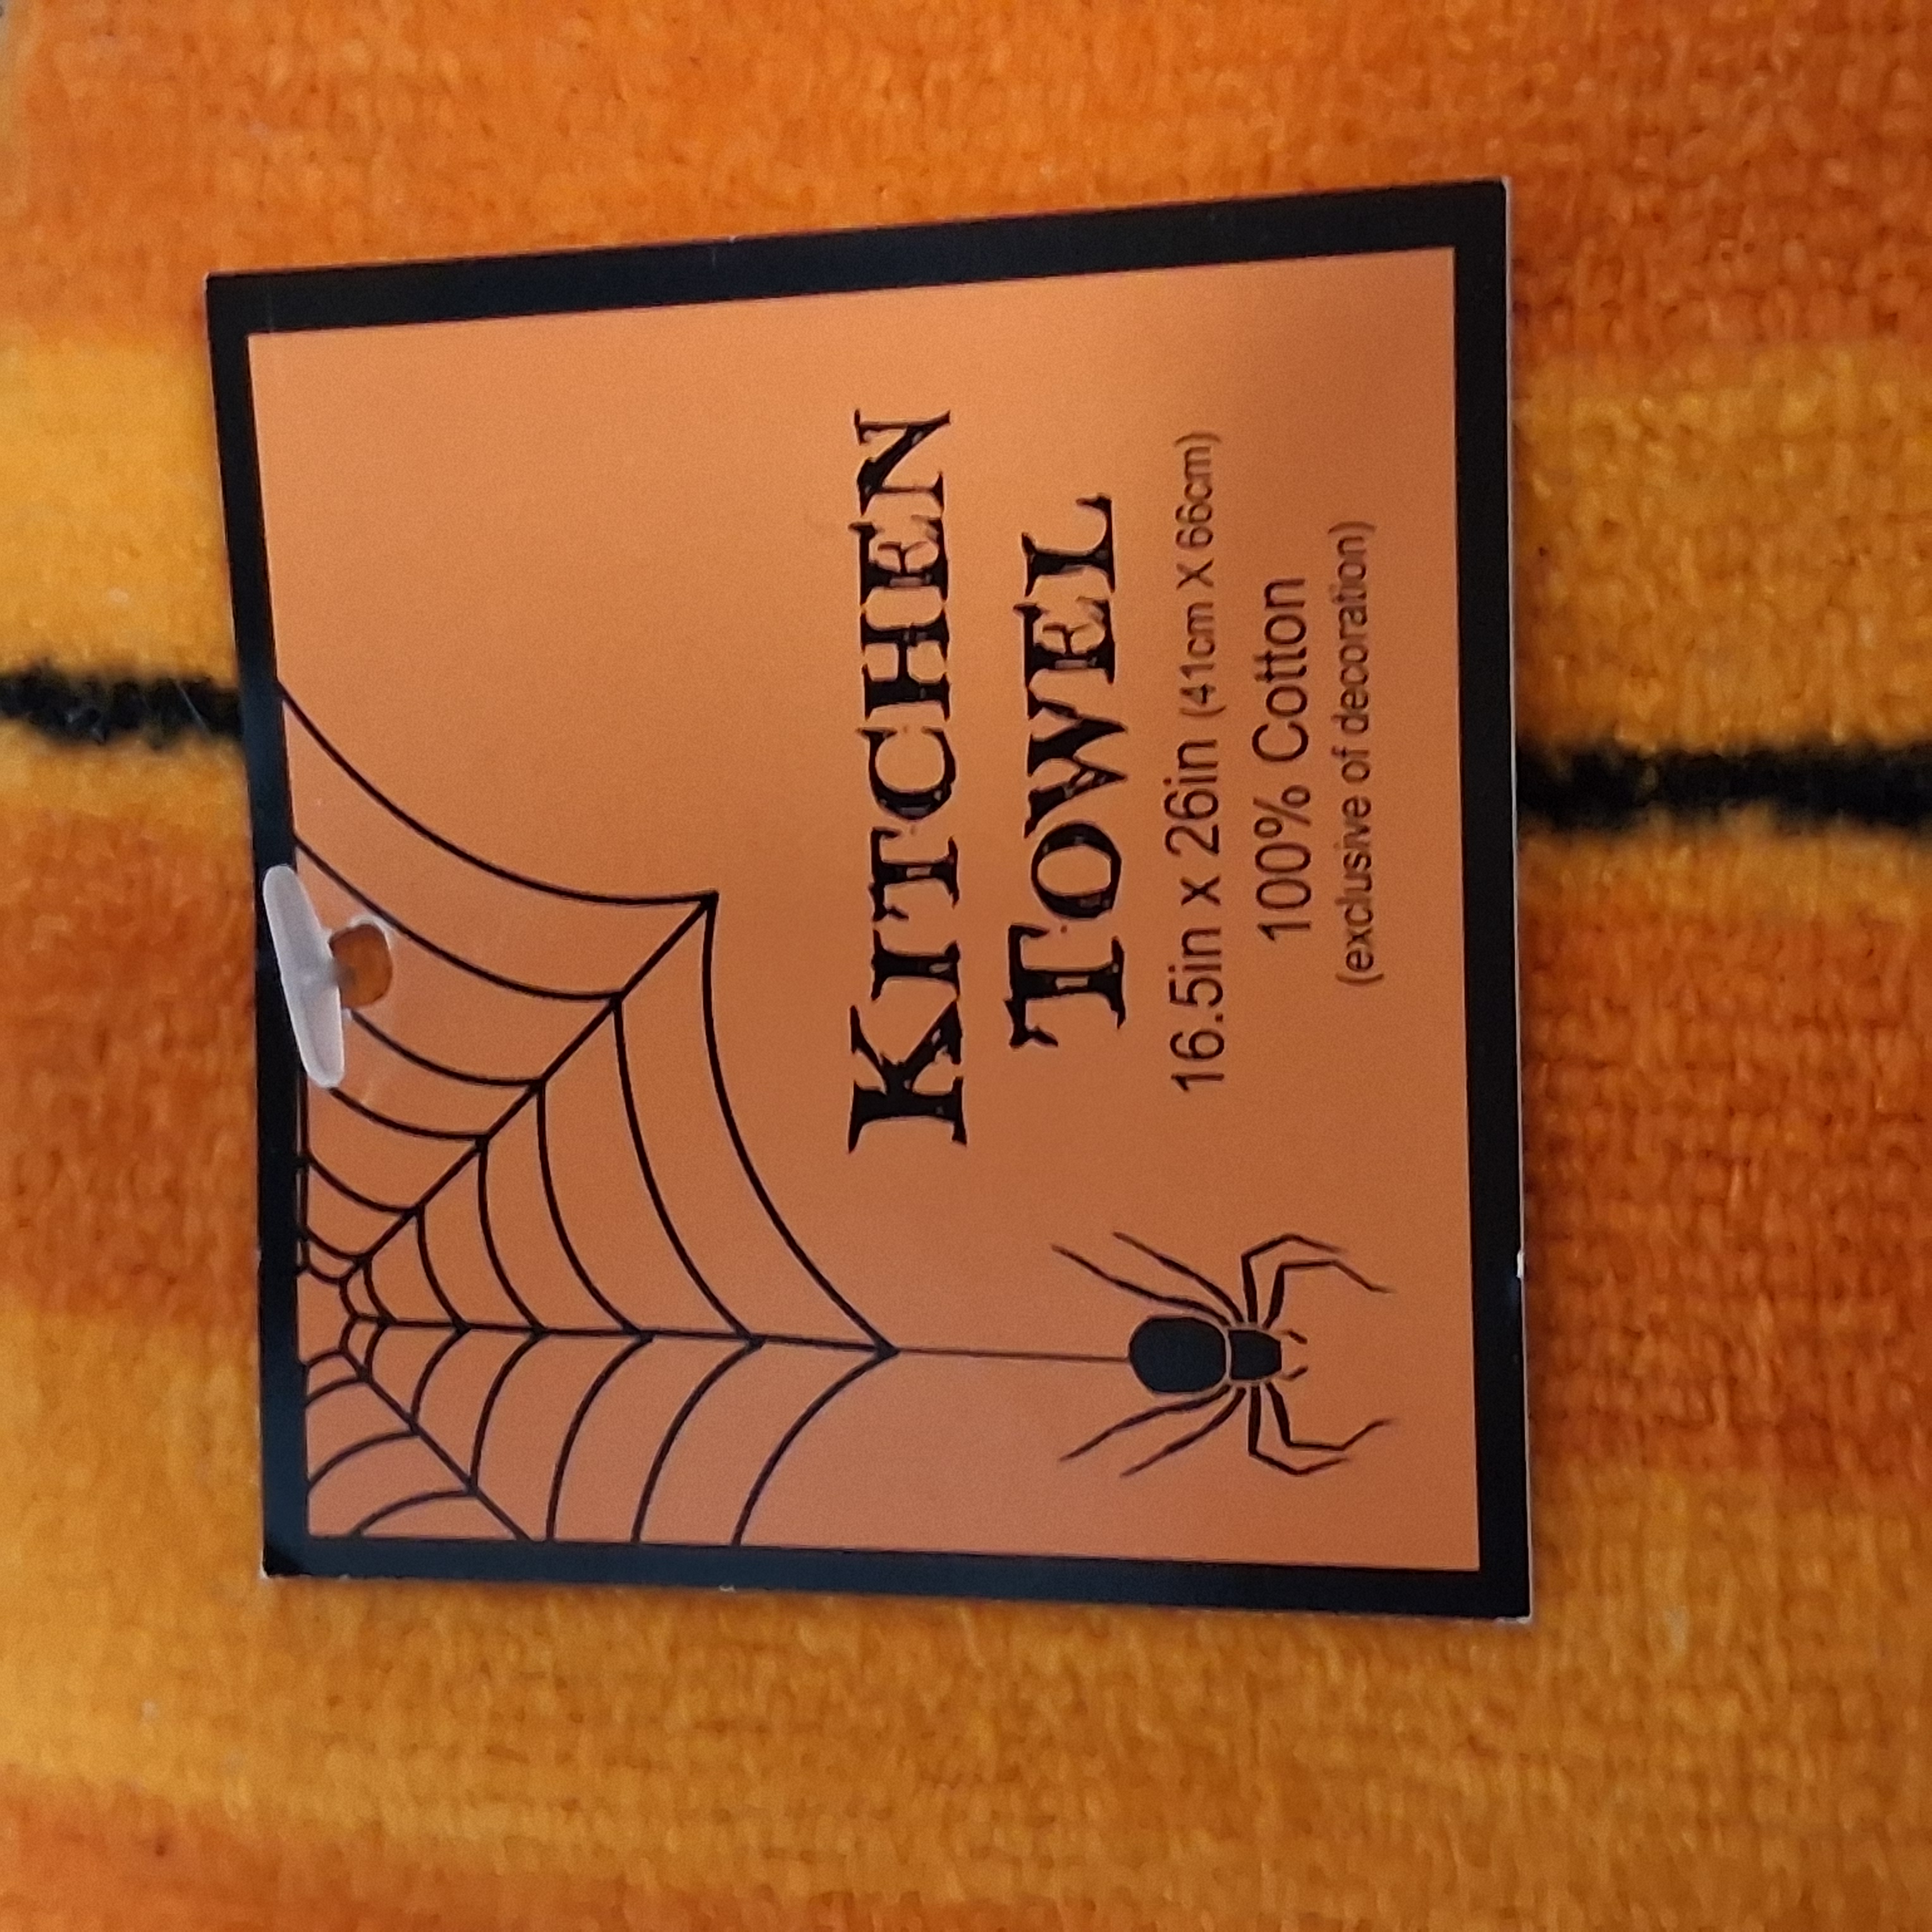 KITCHEN
TOWEL
16.5in x 26in (41cm X 66cm)
100% Cotton
(exclusive of decoration)